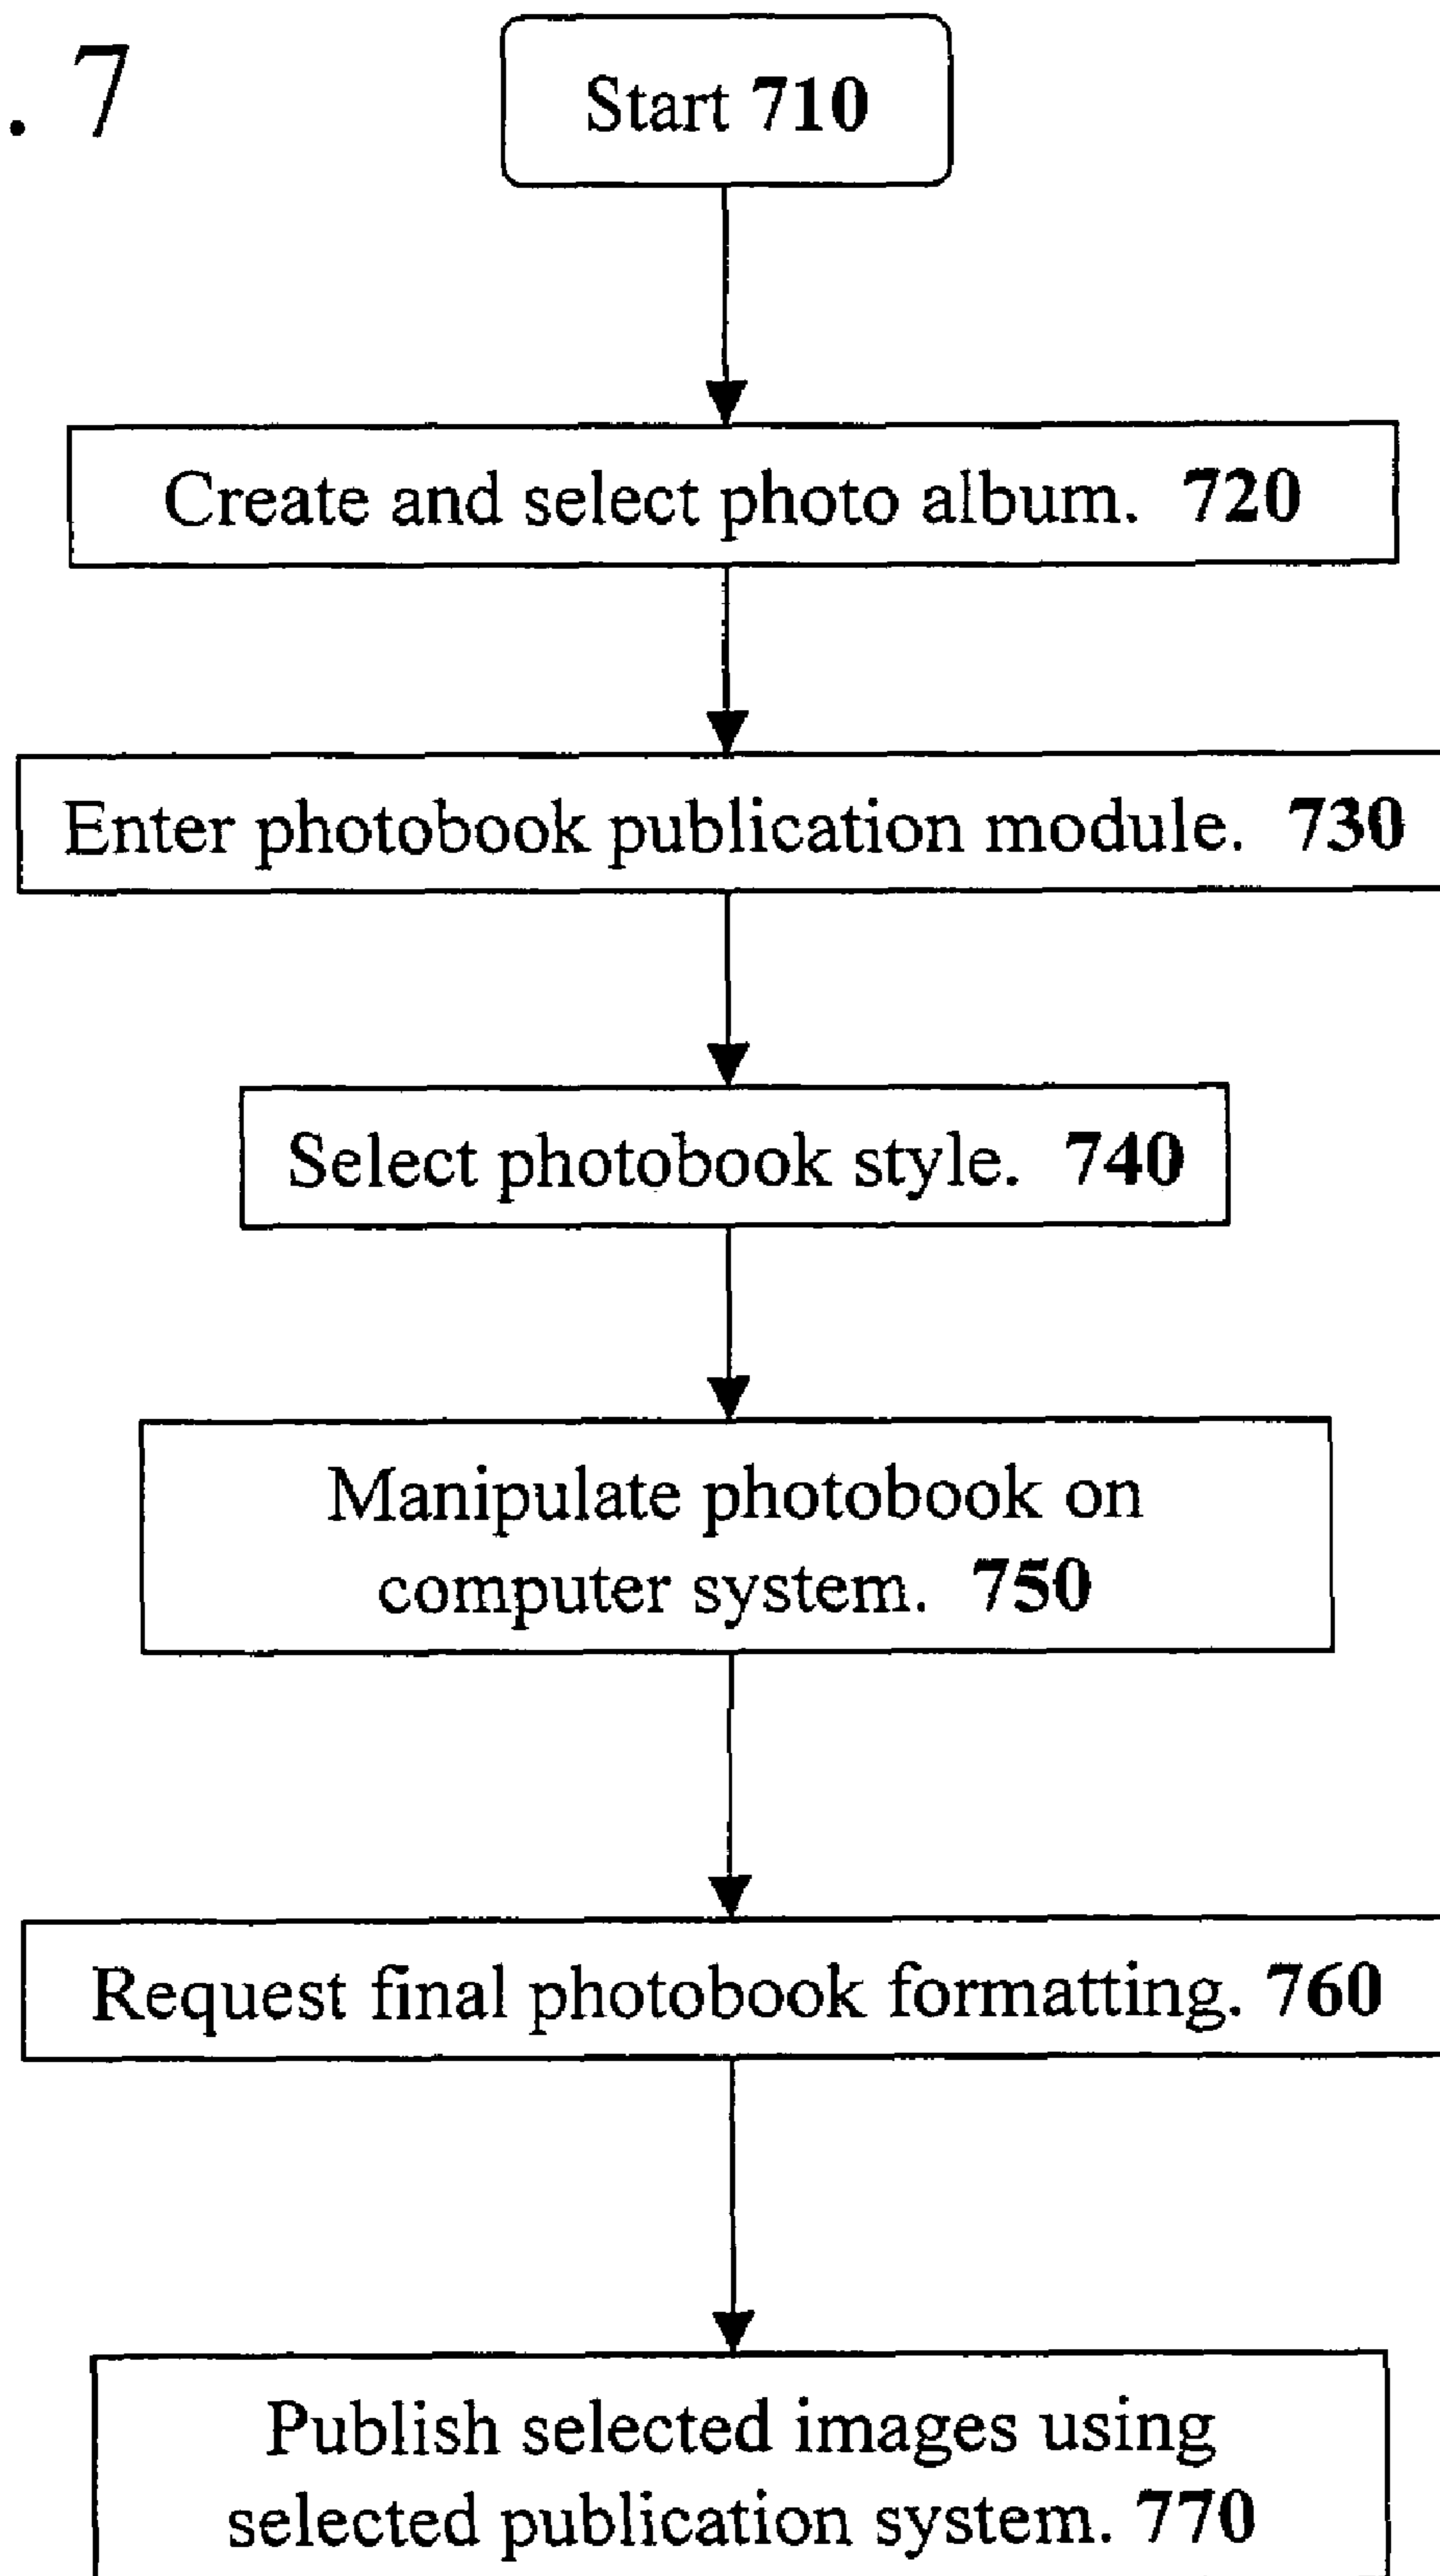 . 7
Start 710
Create and select photo album. 720
Enter photobook publication module. 730
Select photobook style. 740
Manipulate photobook on
computer system. 750
Request final photobook formatting. 760
Publish selected images using
selected publication system. 770